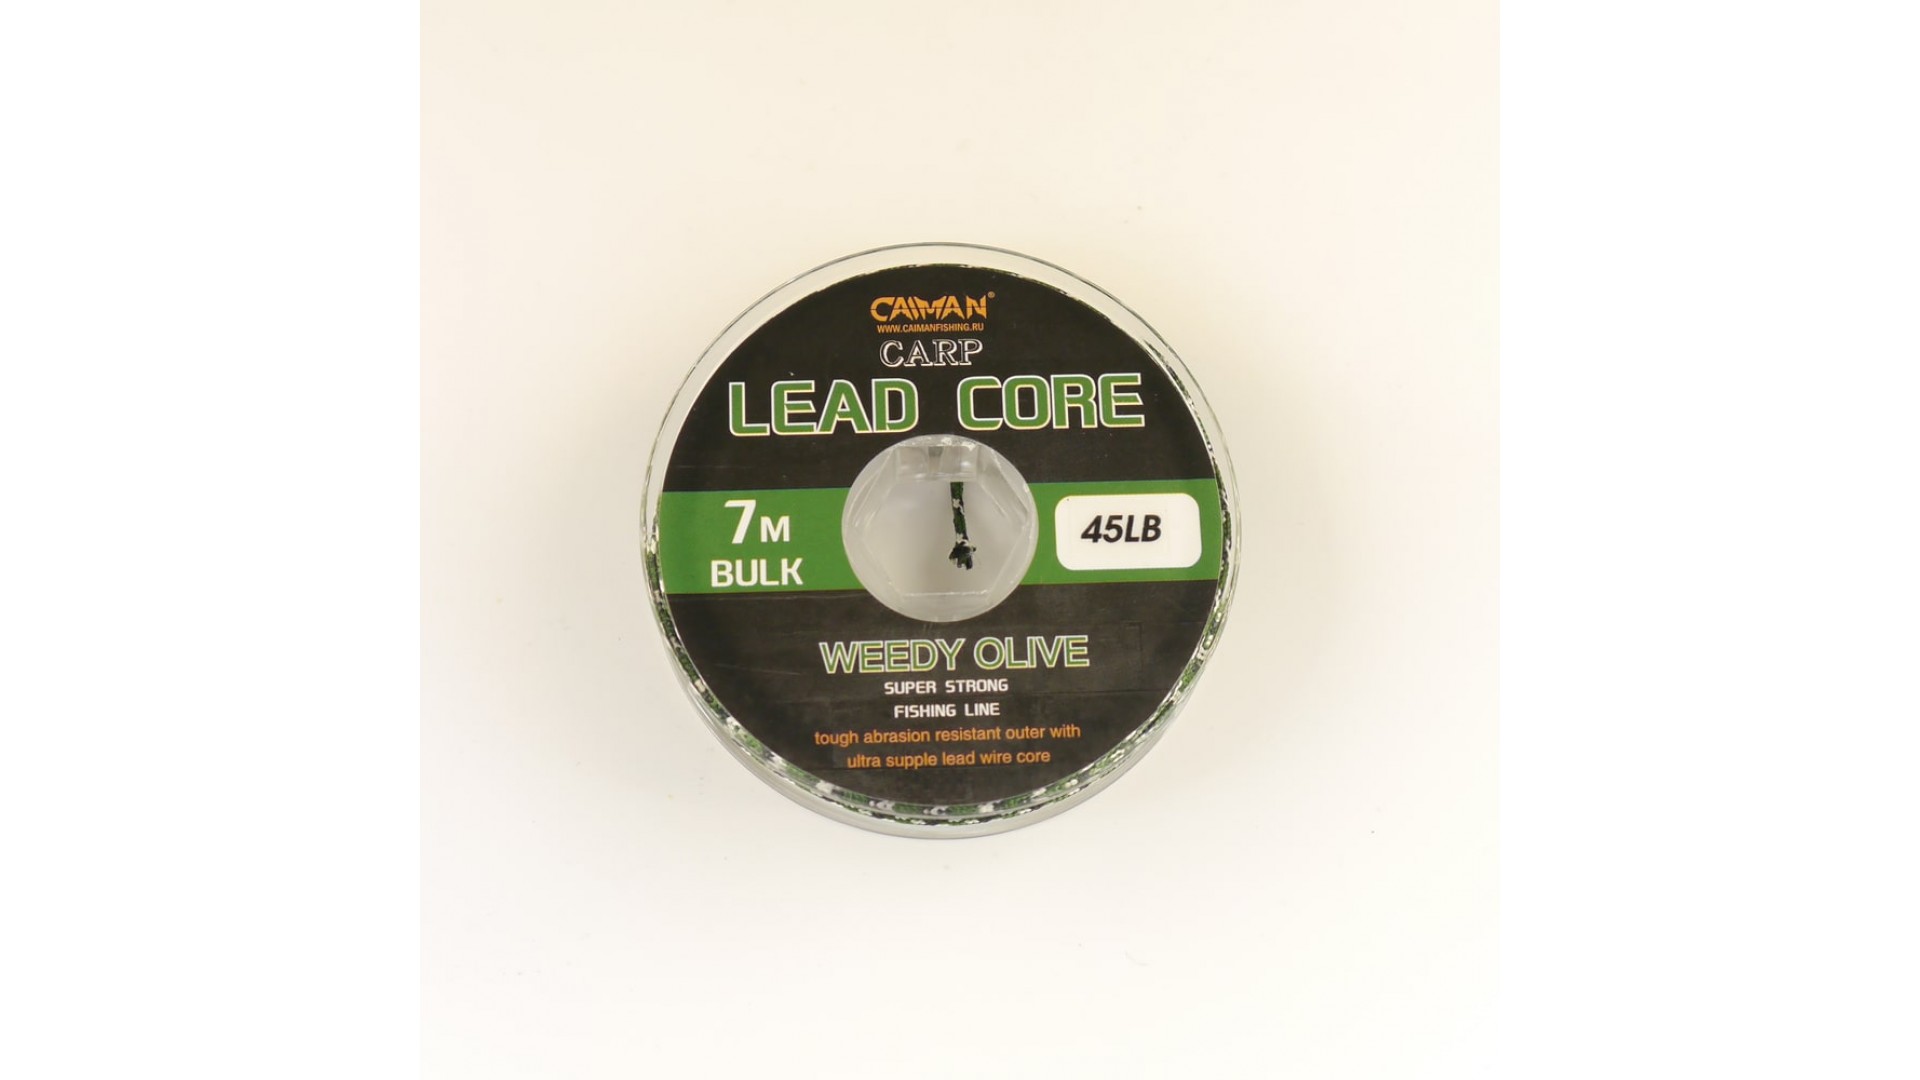 CAIMAN®
WWW.CAIMANFISHING.RU
CARP
LEAD CORE
7M
BULK
45LB
WEEDY OLIVE
SUPER STRONG
FISHING LINE
tough abrasion resistant outer with
ultra supple lead wire core